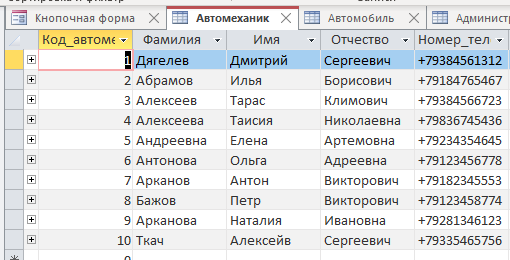 Кнопочная форма Автомеханик Автомобиль Админист
Код_автоме Фамилия Имя Отчество Номер_тел
1 Дягелев Дмитрий Сергеевич +79384561312
2 Абрамов Илья Борисович +79184765467
3 Алексеев Тарас Климович +79384566723
4 Алексеева Таисия Николаевна +79836745436
5 Андреевна Елена Артемовна +79234354645
6 Антонова Ольга Адреевна +79123456778
7 Арканов Антон Викторович +79182345553
8 Бажов Петр Викторович +79123458774
9 Арканова Наталия Ивановна +79281346123
10 Ткач Алексейв Сергеевич +79335465756